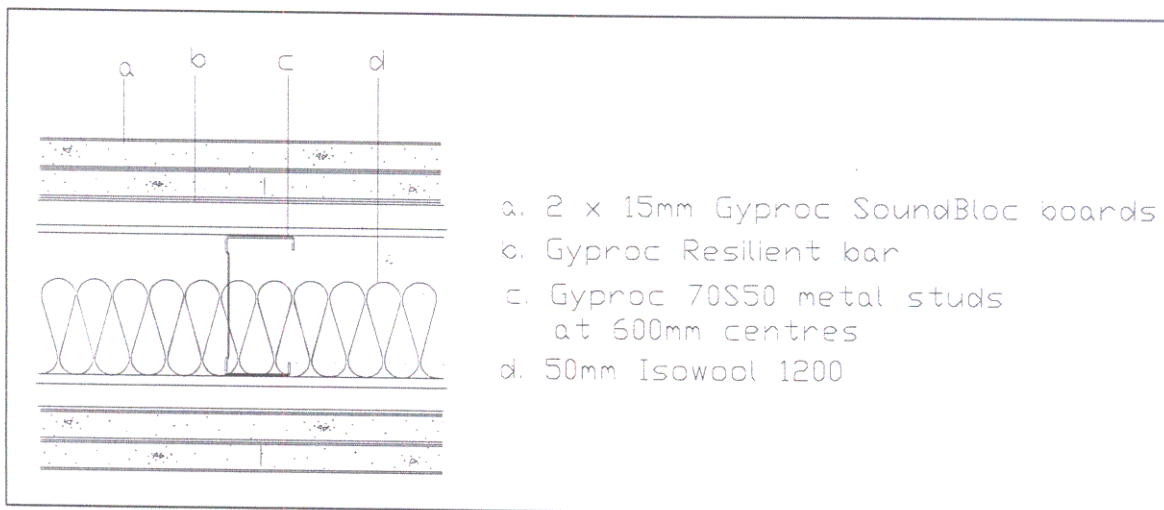 a b c d
a. 2 x 15mm Gyproc SoundBloc boards
b. Gyproc Resilient bar
c. Gyproc 70S50 metal studs
at 600mm centres
d. 50mm Isowool 1200